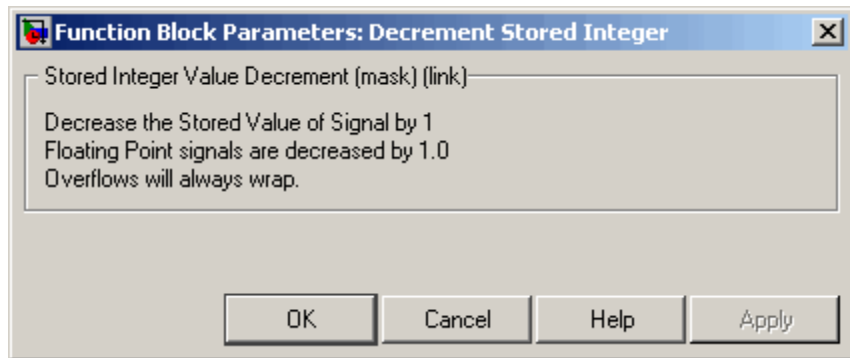 Function Block Parameters: Decrement Stored Integer
Stored Integer Value Decrement (mask) (link)
Decrease the Stored Value of Signal by 1
Floating Point signals are decreased by 1.0
Overflows will always wrap.
OK Cancel Help Apply